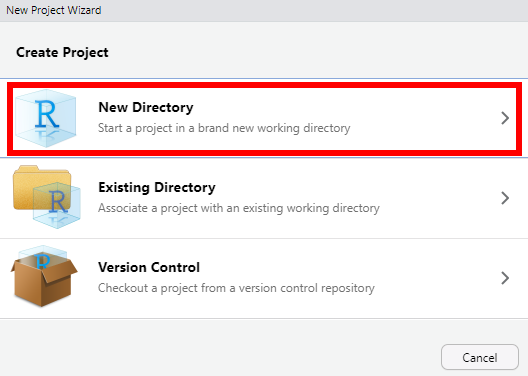 New Project Wizard
Create Project
R
New Directory
Start a project in a brand new working directory
R
Existing Directory
Associate a project with an existing working directory
R
Version Control
Checkout a project from a version control repository
Cancel